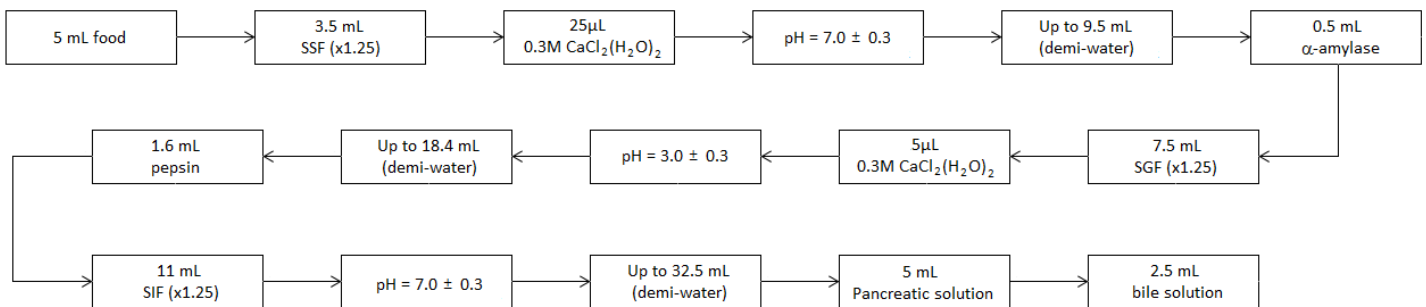 5 mL food
3.5 mL
SSF (x1.25)
25μL
0.3M CaCl₂(H₂O)₂
pH = 7.0 ± 0.3
Up to 9.5 mL
(demi-water)
0.5 mL
α-amylase
1.6 mL
pepsin
Up to 18.4 mL
(demi-water)
pH = 3.0 ± 0.3
5μL
0.3M CaCl₂(H₂O)₂
7.5 mL
SGF (x1.25)
11 mL
SIF (x1.25)
pH = 7.0 ± 0.3
Up to 32.5 mL
(demi-water)
5 mL
Pancreatic solution
2.5 mL
bile solution